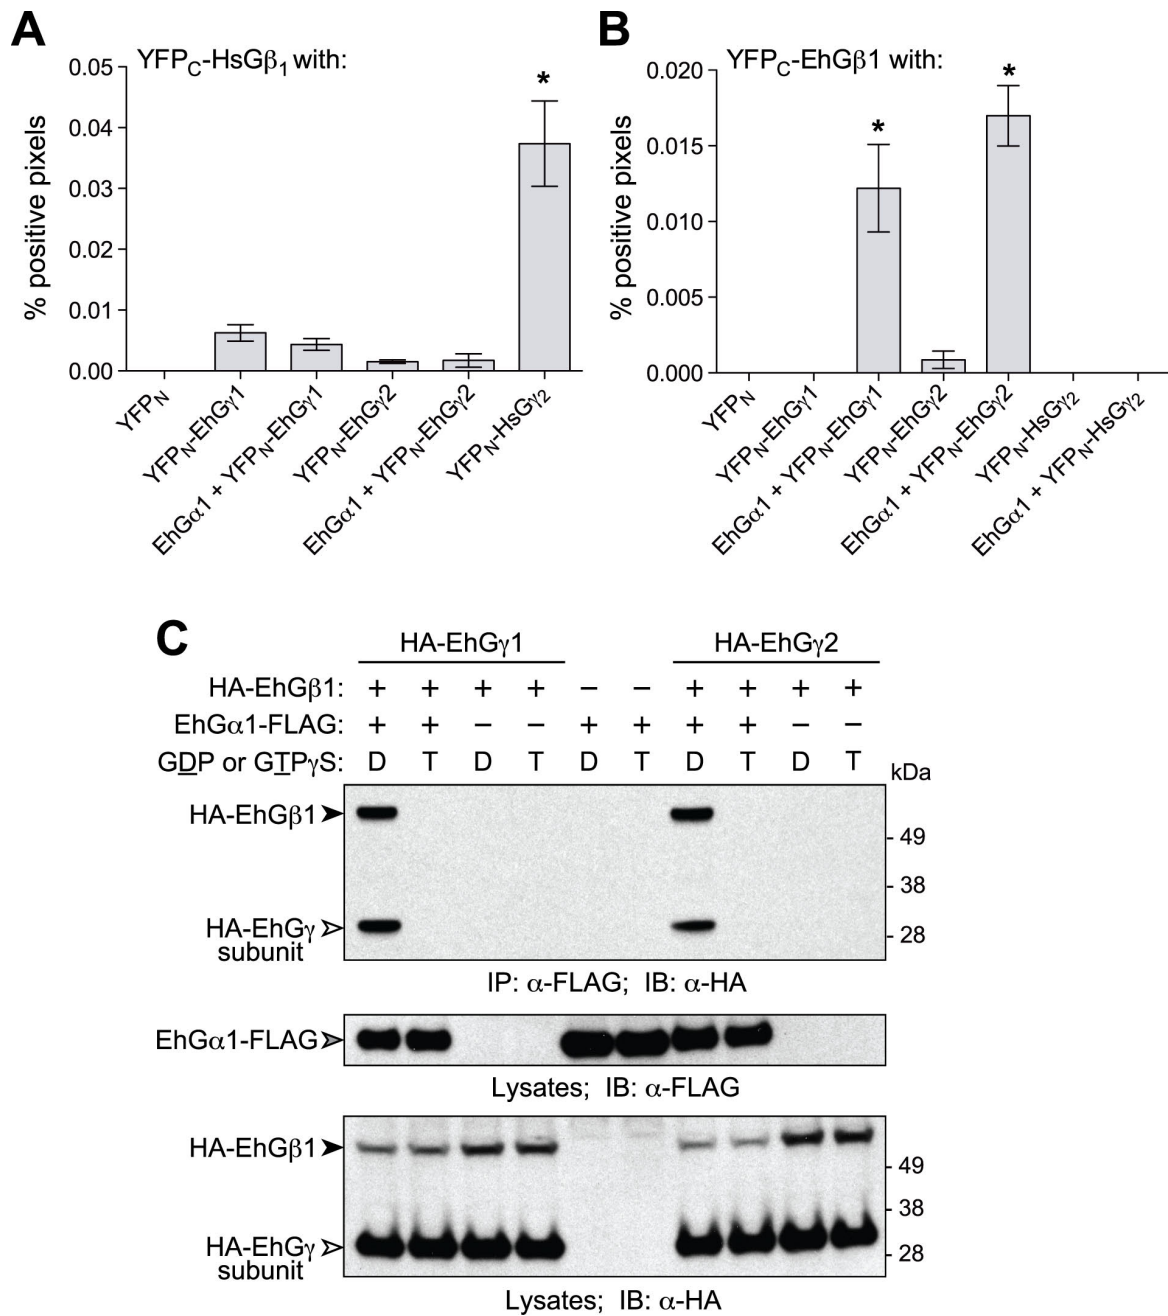 A
YFPC-HsGβ1 with:
% positive pixels
0.05
0.04
0.03
0.02
0.01
0.00
*
YFPN
YFPN-EhGγ1
EhGα1 + YFPN-EhGγ1
YFPN-EhGγ2
EhGα1 + YFPN-EhGγ2
YFPN-HsGγ2
B
YFPC-EhGβ1 with:
% positive pixels
0.020
0.015
0.010
0.005
0.000
*
*
YFPN
YFPN-EhGγ1
EhGα1 + YFPN-EhGγ1
YFPN-EhGγ2
EhGα1 + YFPN-EhGγ2
YFPN-HsGγ2
EhGα1 + YFPN-HsGγ2
C
HA-EhGγ1 HA-EhGγ2
HA-EhGβ1: + + + + − − + + + +
EhGα1-FLAG: + + − − + + + + − −
GDP or GTPγS: D T D T D T D T D T
kDa
HA-EhGβ1
49
38
HA-EhGγ
subunit
28
IP: α-FLAG; IB: α-HA
EhGα1-FLAG
Lysates; IB: α-FLAG
HA-EhGβ1
49
38
HA-EhGγ
subunit
28
Lysates; IB: α-HA